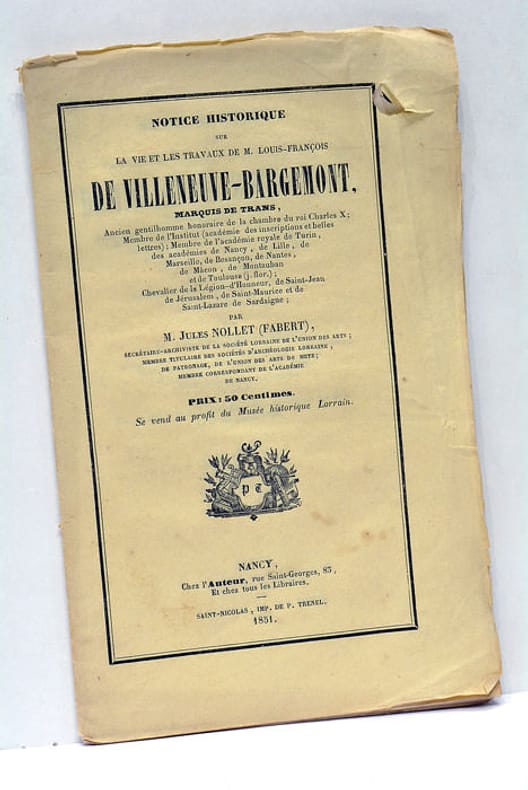 NOTICE HISTORIQUE
SUR
LA VIE ET LES TRAVAUX DE M. LOUIS-FRANÇOIS
DE VILLENEUVE-BARGEMONT,
MARQUIS DE TRANS,
Ancien gentilhomme honoraire de la chambre du roi Charles X;
Membre de l'Institut (académie des inscriptions et belles
lettres); Membre de l'académie royale de Turin,
des académies de Nancy, de Lille, de
Marseille, de Besançon, de Nantes,
de Mâcon, de Montauban
et de Toulouse (j. flor.);
Chevalier de la Légion-d'Honneur, de Saint-Jean
de Jérusalem, de Saint-Maurice et de
Saint-Lazare de Sardaigne;
PAR
M. JULES NOLLET (FABERT),
SECRÉTAIRE-ARCHIVISTE DE LA SOCIÉTÉ LORRAINE DE L'UNION DES ARTS;
MEMBRE TITULAIRE DES SOCIÉTÉS D'ARCHÉOLOGIE LORRAINE,
DE PATRONAGE, DE L'UNION DES ARTS DE METZ;
MEMBRE CORRESPONDANT DE L'ACADÉMIE
DE NANCY.
PRIX: 50 Centimes.
Se vend au profit du Musée historique Lorrain.
P T
NANCY,
Chez l'Auteur, rue Saint-Georges, 83,
Et chez tous les Libraires.
SAINT-NICOLAS, IMP. DE P. TRENEL.
1851.